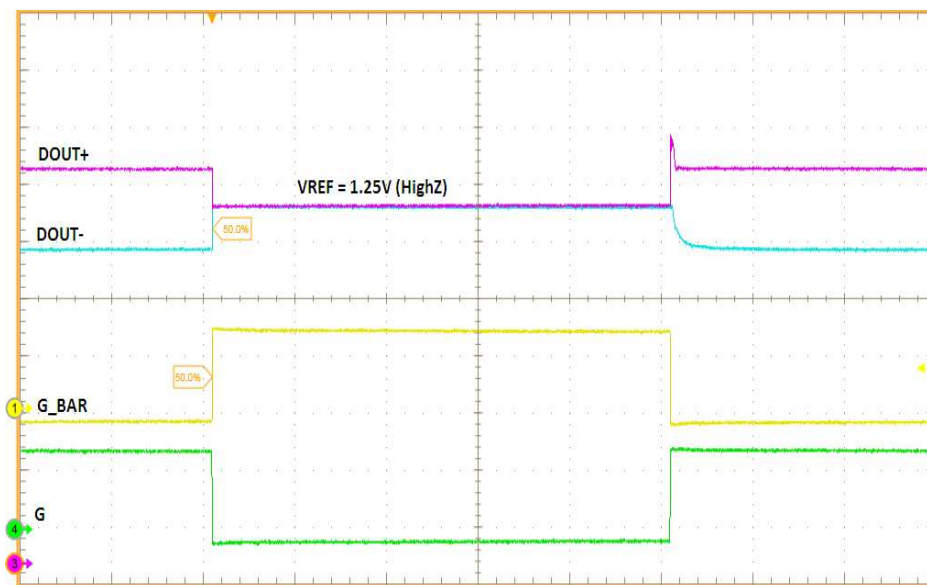 DOUT+
VREF = 1.25V (HighZ)
50.0%
DOUT-
50.0%
1
G_BAR
G
4
3